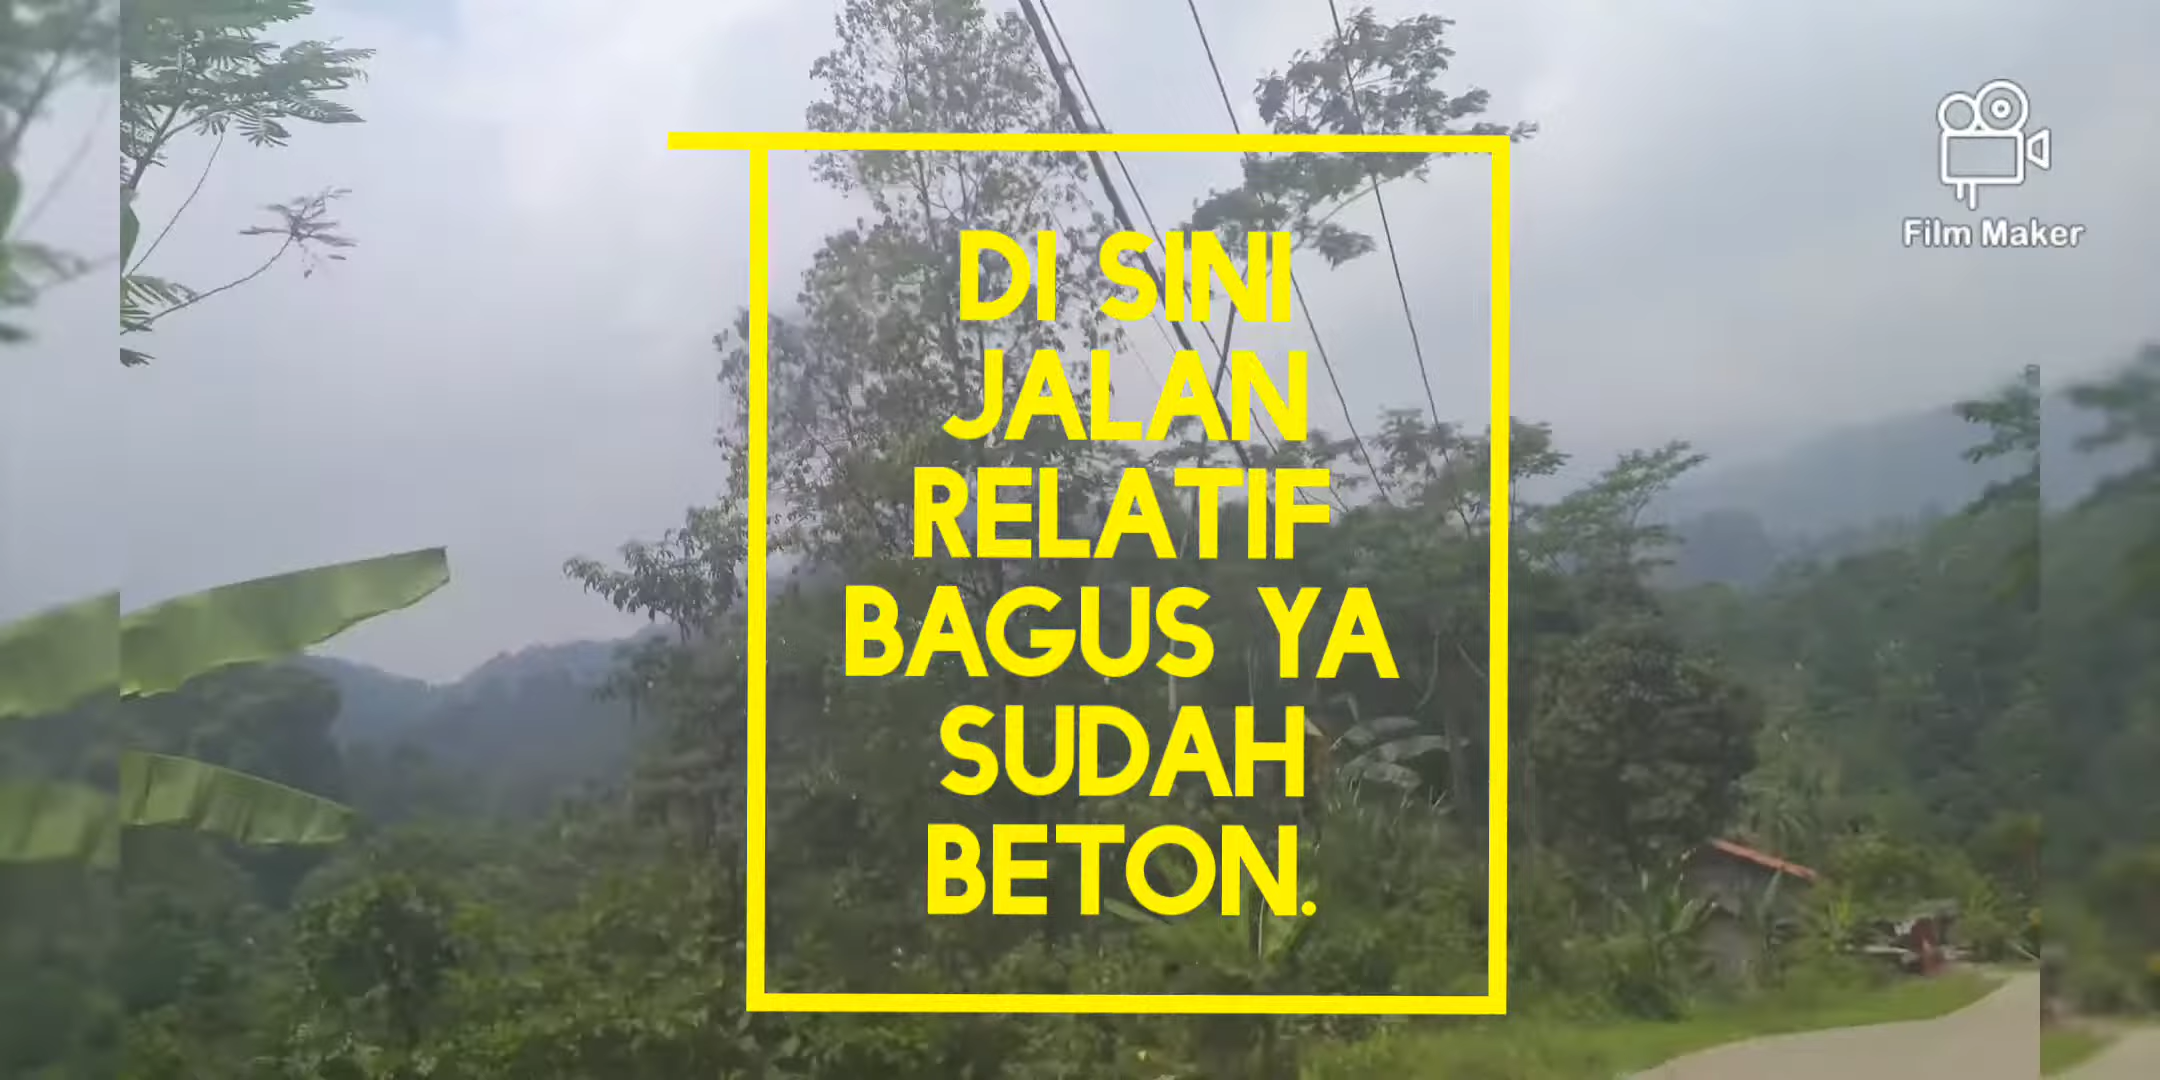 Film Maker
DI SINI
JALAN
RELATIF
BAGUS YA
SUDAH
BETON.